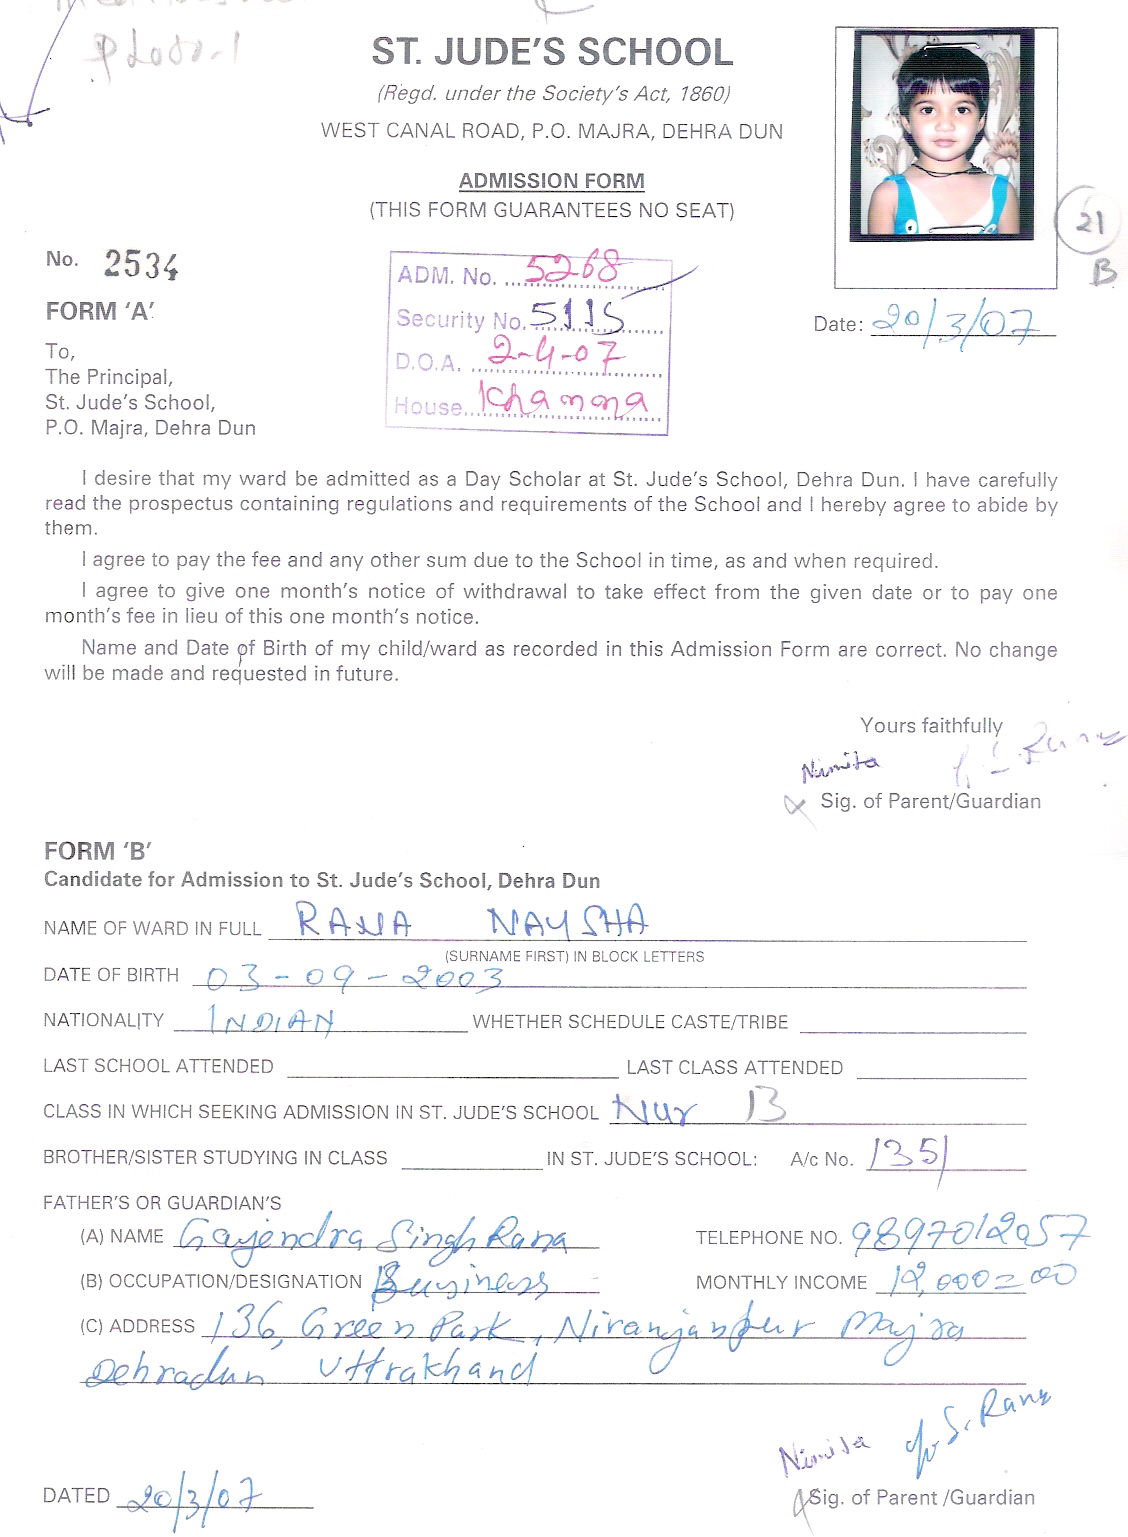 ST. JUDE'S SCHOOL
(Regd. under the Society's Act, 1860)
WEST CANAL ROAD, P.O. MAJRA, DEHRA DUN
ADMISSION FORM
(THIS FORM GUARANTEES NO SEAT)
21
B
No. 2534
ADM. No. 5268
Security No. 5115
D.O.A. 2-4-07
House Khanna
FORM 'A'
Date: 20/3/07
To,
The Principal,
St. Jude's School,
P.O. Majra, Dehra Dun
I desire that my ward be admitted as a Day Scholar at St. Jude's School, Dehra Dun. I have carefully
read the prospectus containing regulations and requirements of the School and I hereby agree to abide by
them.
I agree to pay the fee and any other sum due to the School in time, as and when required.
I agree to give one month's notice of withdrawal to take effect from the given date or to pay one
month's fee in lieu of this one month's notice.
Name and Date of Birth of my child/ward as recorded in this Admission Form are correct. No change
will be made and requested in future.
Yours faithfully
Nimita Rana
Sig. of Parent/Guardian
FORM 'B'
Candidate for Admission to St. Jude's School, Dehra Dun
NAME OF WARD IN FULL RANA NAYSHA
(SURNAME FIRST) IN BLOCK LETTERS
DATE OF BIRTH 03-09-2003
NATIONALITY INDIAN WHETHER SCHEDULE CASTE/TRIBE
LAST SCHOOL ATTENDED LAST CLASS ATTENDED
CLASS IN WHICH SEEKING ADMISSION IN ST. JUDE'S SCHOOL Nur B
BROTHER/SISTER STUDYING IN CLASS IN ST. JUDE'S SCHOOL: A/c No. 1351
FATHER'S OR GUARDIAN'S
(A) NAME Gajendra Singh Rana TELEPHONE NO. 9897012057
(B) OCCUPATION/DESIGNATION Business MONTHLY INCOME 12,000=00
(C) ADDRESS 136, Green Park, Niranjanpur Majra
Dehradun Uttrakhand
Nimita S. Rana
DATED 20/3/07
Sig. of Parent /Guardian